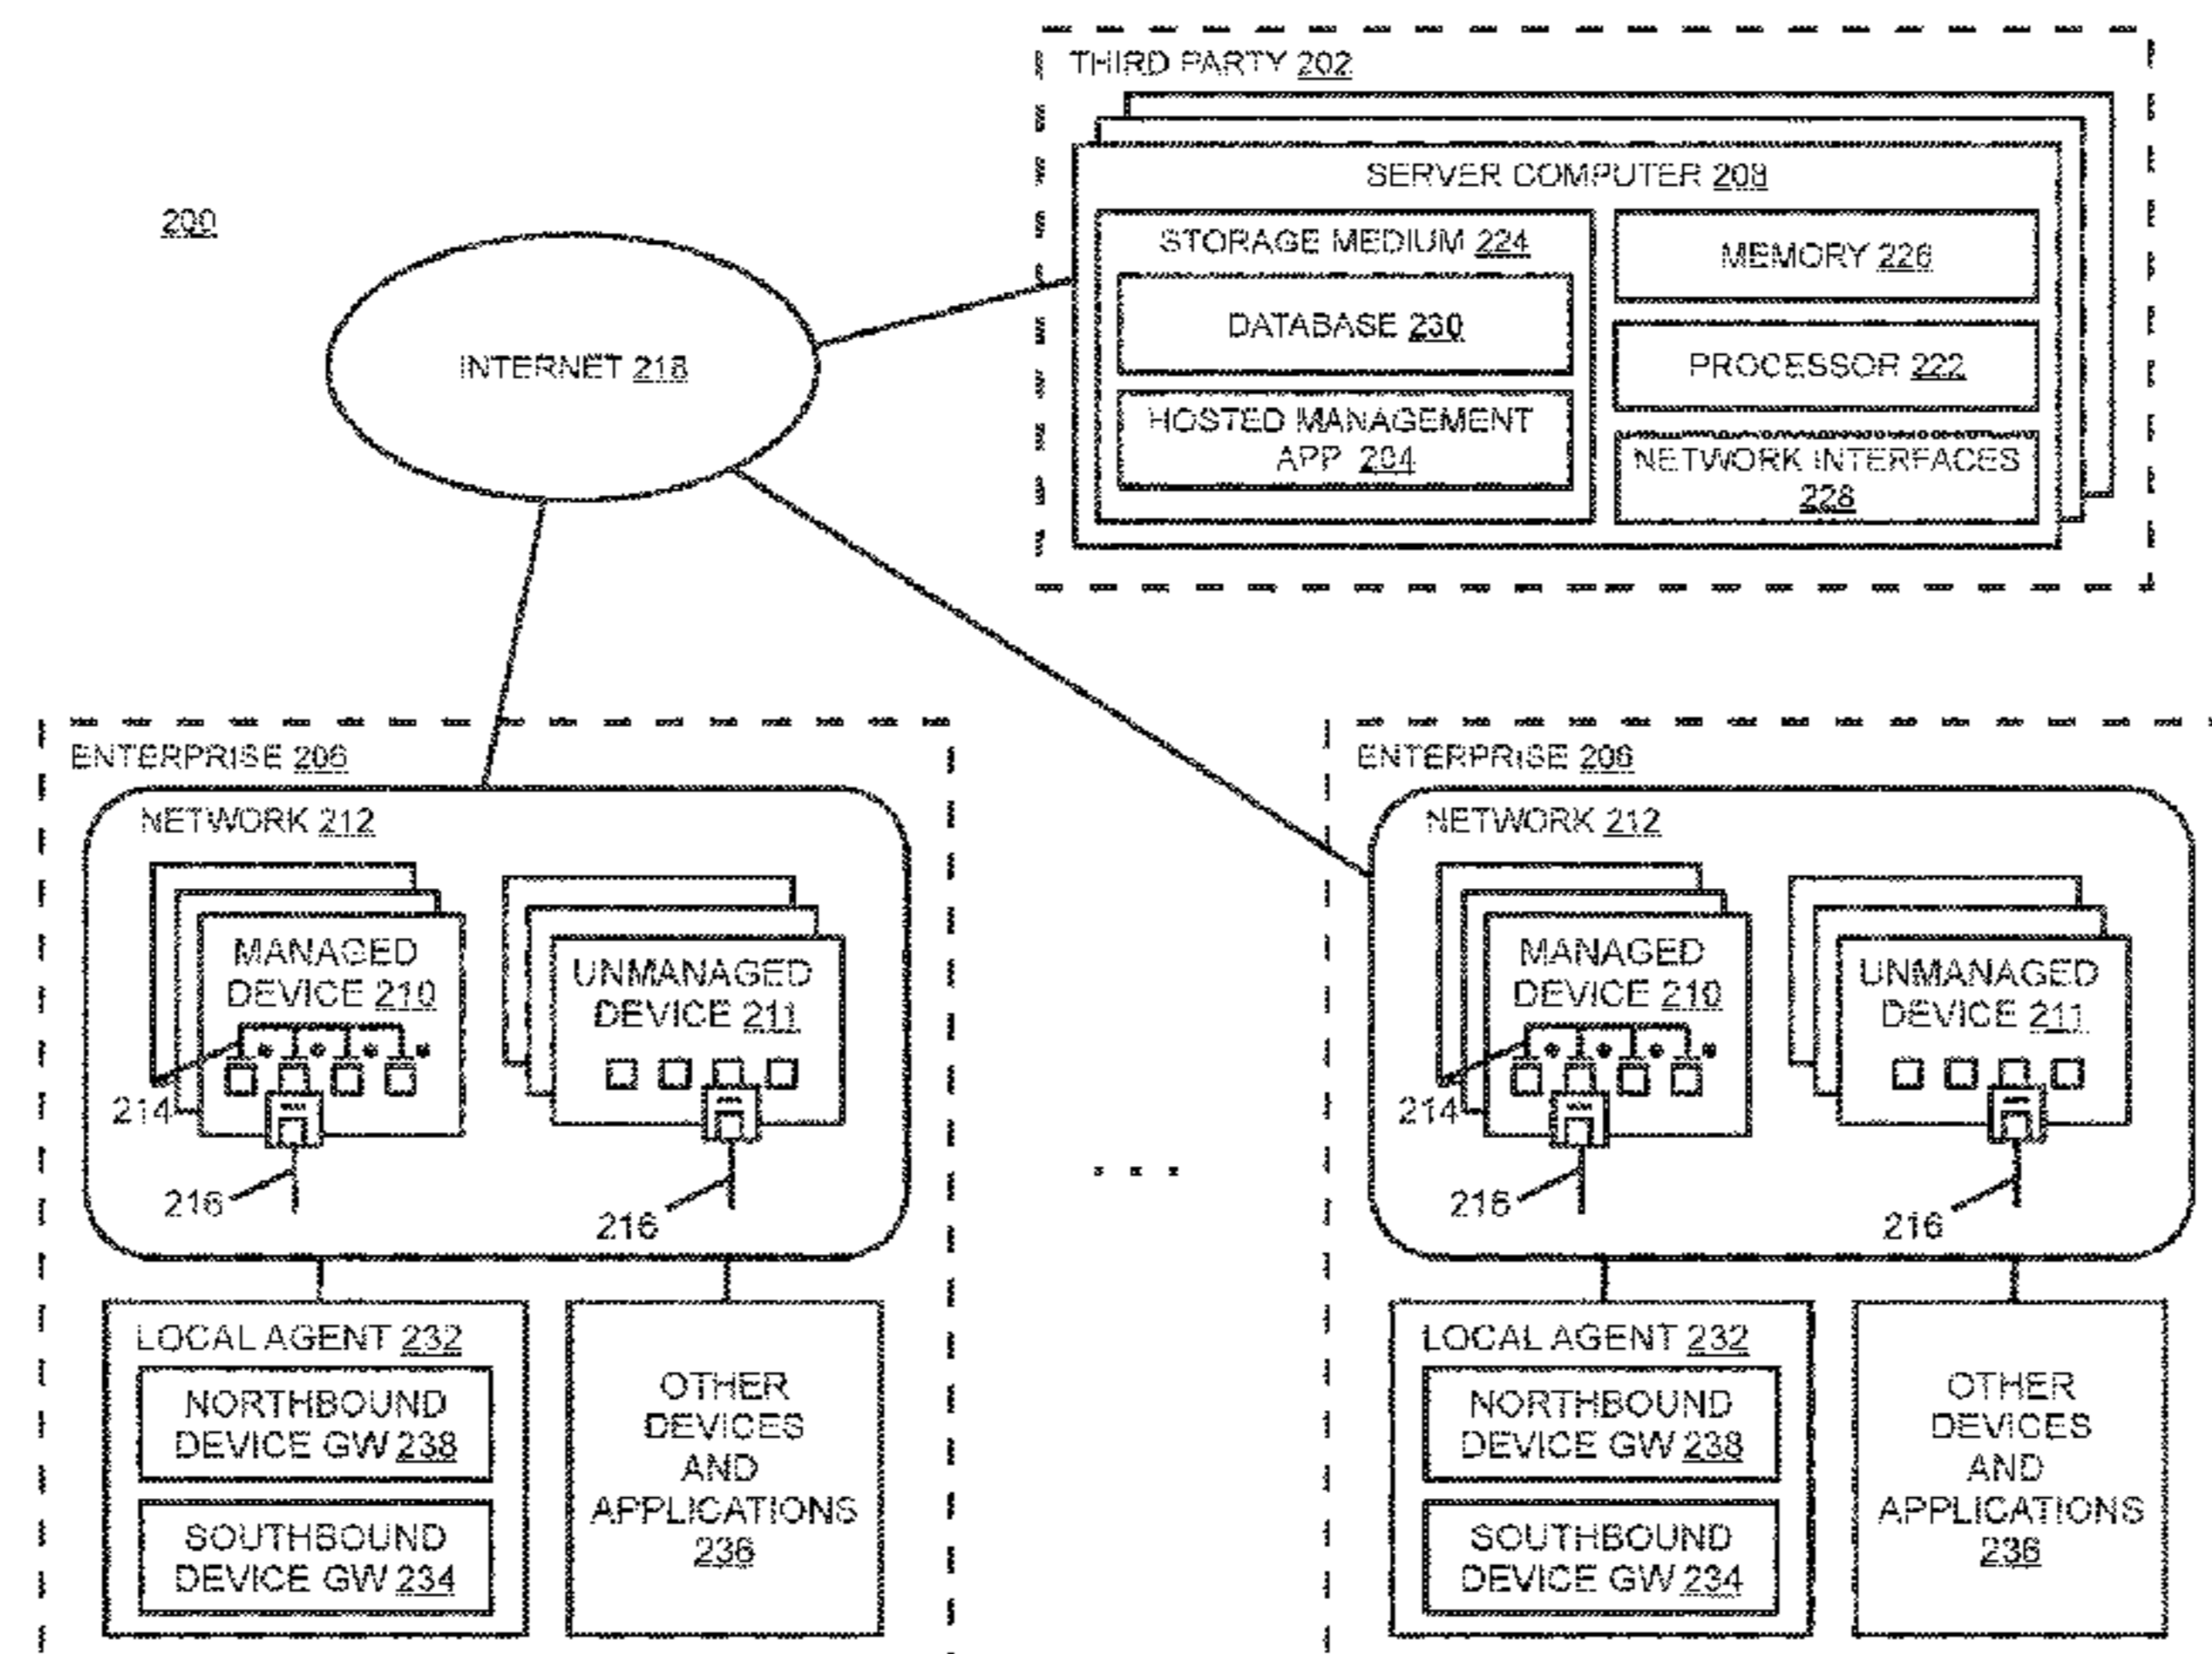 200
THIRD PARTY 202
SERVER COMPUTER 208
STORAGE MEDIUM 224
DATABASE 230
HOSTED MANAGEMENT
APP 204
MEMORY 226
PROCESSOR 222
NETWORK INTERFACES
228
INTERNET 218
ENTERPRISE 206
NETWORK 212
MANAGED
DEVICE 210
214
216
UNMANAGED
DEVICE 211
216
LOCAL AGENT 232
NORTHBOUND
DEVICE GW 238
SOUTHBOUND
DEVICE GW 234
OTHER
DEVICES
AND
APPLICATIONS
236
. . .
ENTERPRISE 206
NETWORK 212
MANAGED
DEVICE 210
214
216
UNMANAGED
DEVICE 211
216
LOCAL AGENT 232
NORTHBOUND
DEVICE GW 238
SOUTHBOUND
DEVICE GW 234
OTHER
DEVICES
AND
APPLICATIONS
236